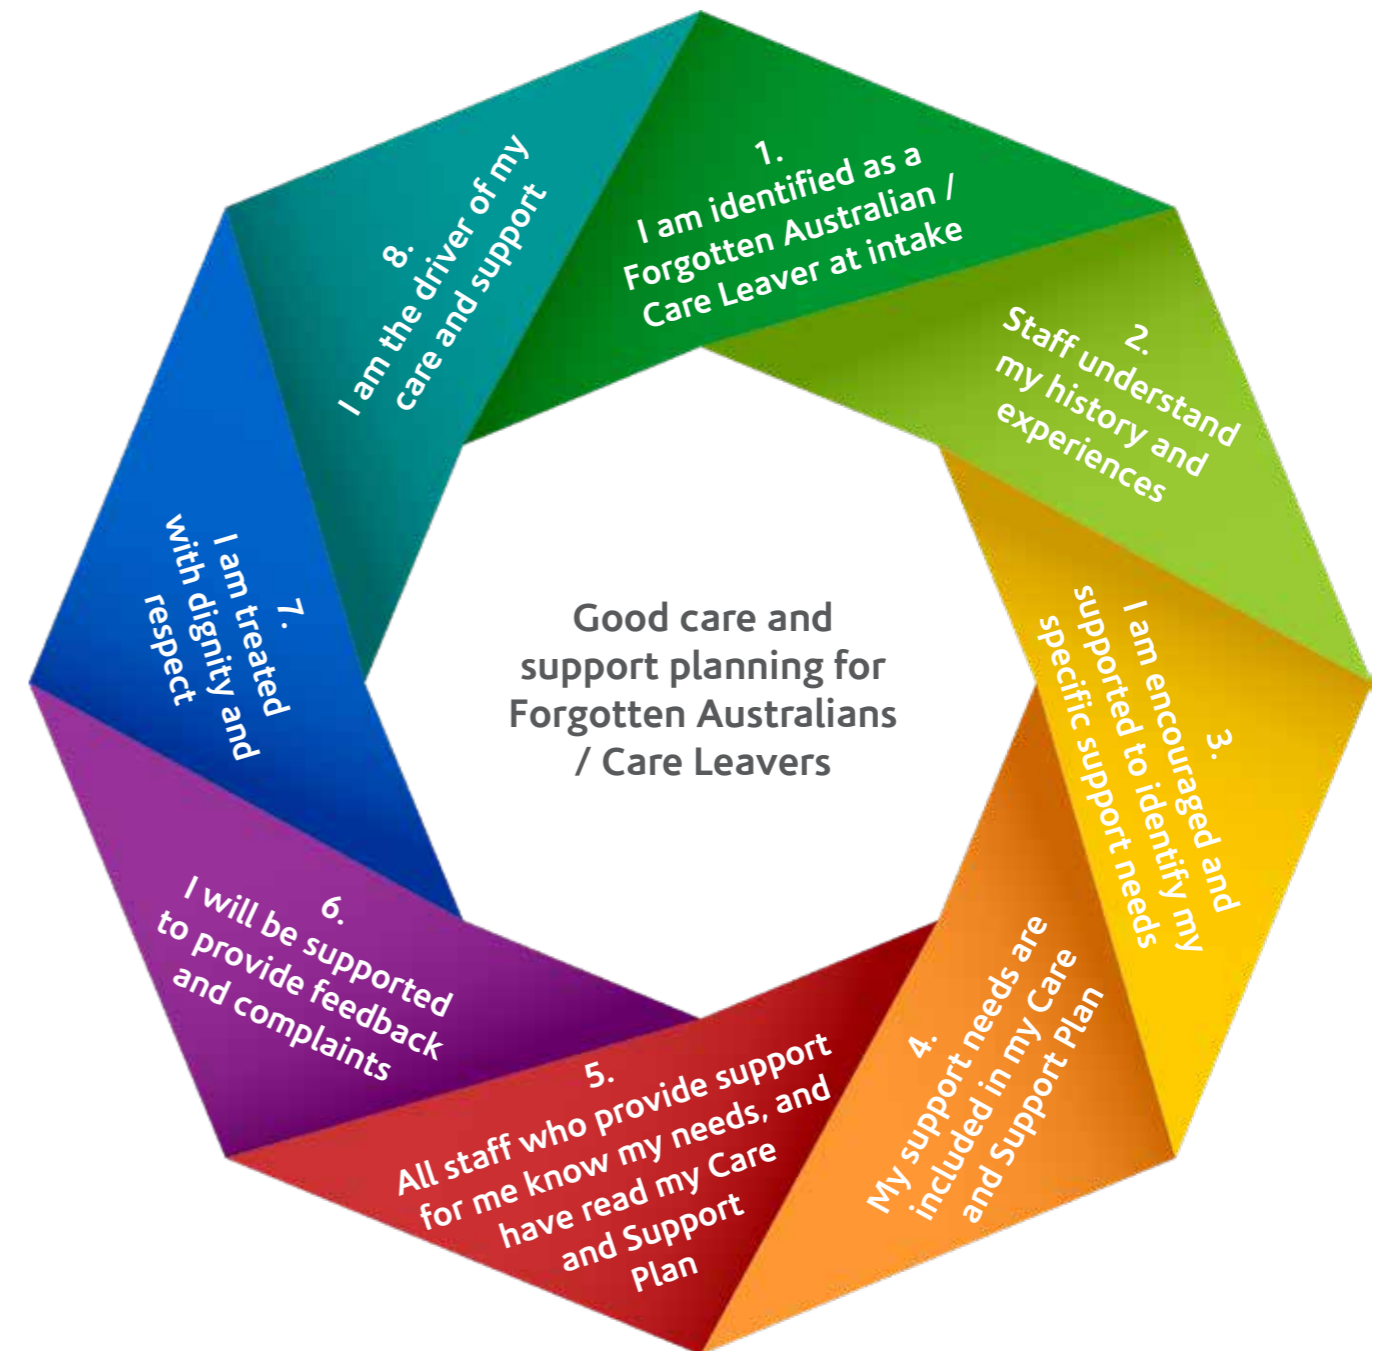 1.
I am identified as a
Forgotten Australian /
Care Leaver at intake
2.
Staff understand
my history and
experiences
3.
I am encouraged and
supported to identify my
specific support needs
4.
My support needs are
included in my Care
and Support Plan
5.
All staff who provide support
for me know my needs, and
have read my Care
and Support
Plan
6.
I will be supported
to provide feedback
and complaints
7.
I am treated
with dignity and
respect
8.
I am the driver of my
care and support
Good care and
support planning for
Forgotten Australians
/ Care Leavers